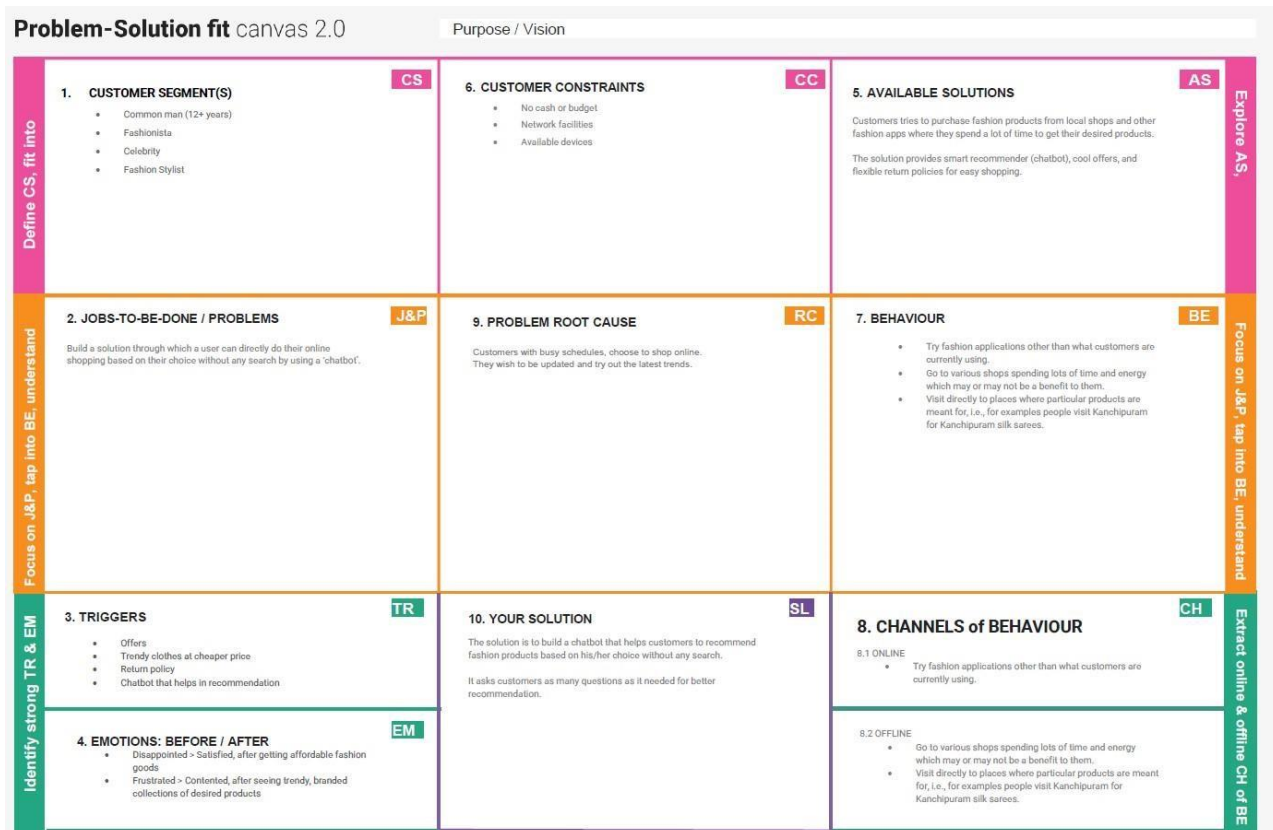 Problem-Solution fit canvas 2.0
Purpose / Vision
Define CS, fit into
1. CUSTOMER SEGMENT(S)
CS
• Common man (12+ years)
• Fashionista
• Celebrity
• Fashion Stylist
6. CUSTOMER CONSTRAINTS
CC
• No cash or budget
• Network facilities
• Available devices
5. AVAILABLE SOLUTIONS
AS
Customers tries to purchase fashion products from local shops and other
fashion apps where they spend a lot of time to get their desired products.
The solution provides smart recommender (chatbot), cool offers, and
flexible return policies for easy shopping.
Explore AS,
Focus on J&P, tap into BE, understand
2. JOBS-TO-BE-DONE / PROBLEMS
J&P
Build a solution through which a user can directly do their online
shopping based on their choice without any search by using a 'chatbot'.
9. PROBLEM ROOT CAUSE
RC
Customers with busy schedules, choose to shop online.
They wish to be updated and try out the latest trends.
7. BEHAVIOUR
BE
• Try fashion applications other than what customers are
currently using.
• Go to various shops spending lots of time and energy
which may or may not be a benefit to them.
• Visit directly to places where particular products are
meant for, i.e., for examples people visit Kanchipuram
for Kanchipuram silk sarees.
Focus on J&P, tap into BE, understand
Identify strong TR & EM
3. TRIGGERS
TR
• Offers
• Trendy clothes at cheaper price
• Return policy
• Chatbot that helps in recommendation
4. EMOTIONS: BEFORE / AFTER
EM
• Disappointed > Satisfied, after getting affordable fashion
goods
• Frustrated > Contented, after seeing trendy, branded
collections of desired products
10. YOUR SOLUTION
SL
The solution is to build a chatbot that helps customers to recommend
fashion products based on his/her choice without any search.
It asks customers as many questions as it needed for better
recommendation.
8. CHANNELS of BEHAVIOUR
CH
8.1 ONLINE
• Try fashion applications other than what customers are
currently using.
8.2 OFFLINE
• Go to various shops spending lots of time and energy
which may or may not be a benefit to them.
• Visit directly to places where particular products are meant
for, i.e., for examples people visit Kanchipuram for
Kanchipuram silk sarees.
Extract online & offline CH of BE